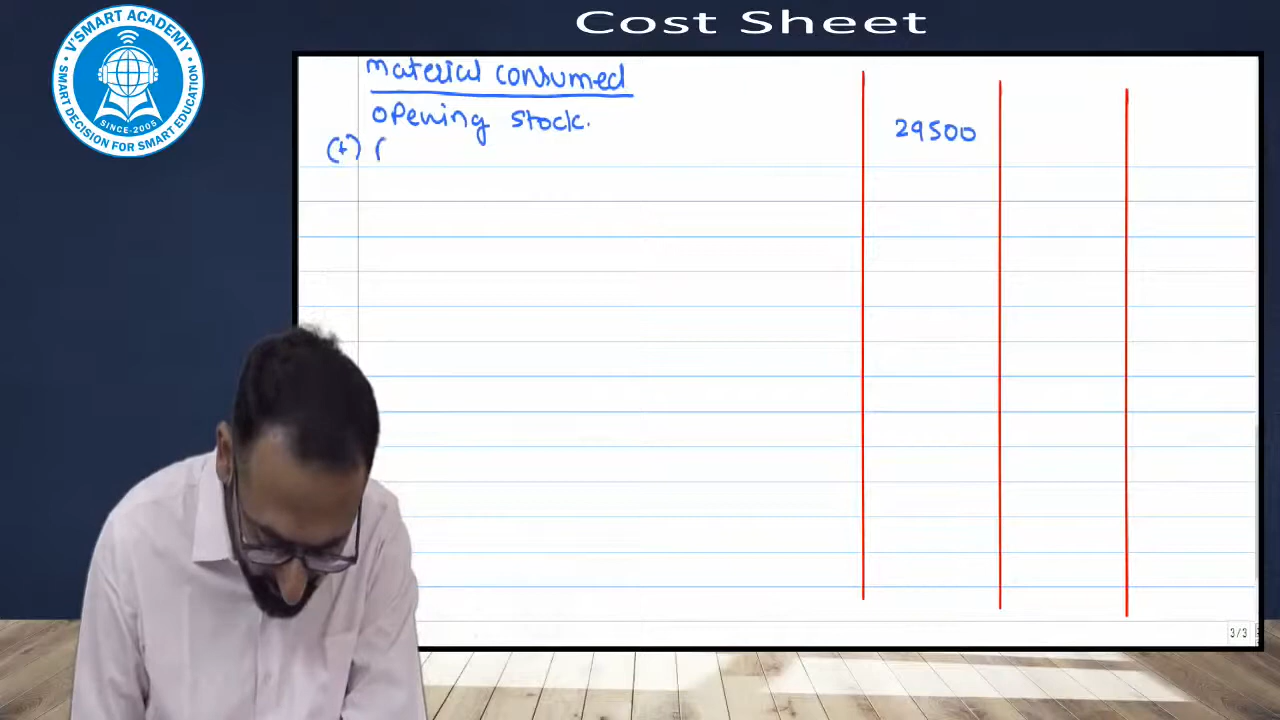 Cost Sheet
V'SMART ACADEMY
SMART DECISION FOR SMART EDUCATION
SINCE-2005
material consumed
opening stock. 29500
(+) (
3/3